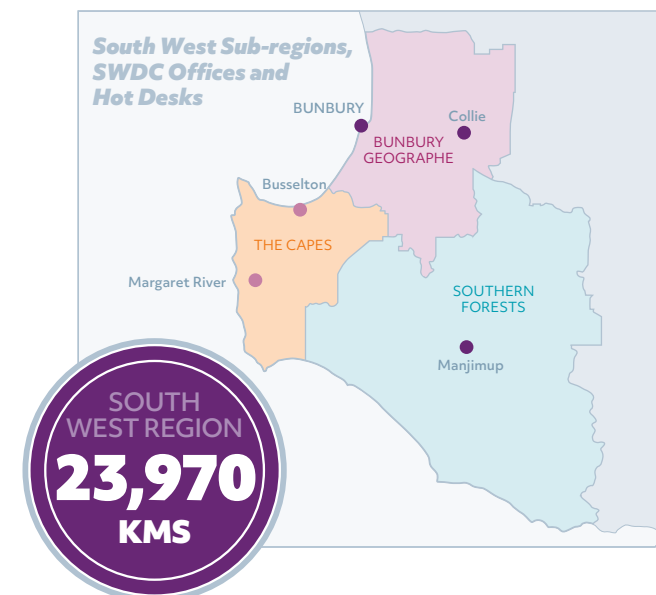 South West Sub-regions,
SWDC Offices and
Hot Desks
BUNBURY
Collie
BUNBURY
GEOGRAPHE
Busselton
THE CAPES
Margaret River
SOUTHERN
FORESTS
Manjimup
SOUTH
WEST REGION
23,970
KMS